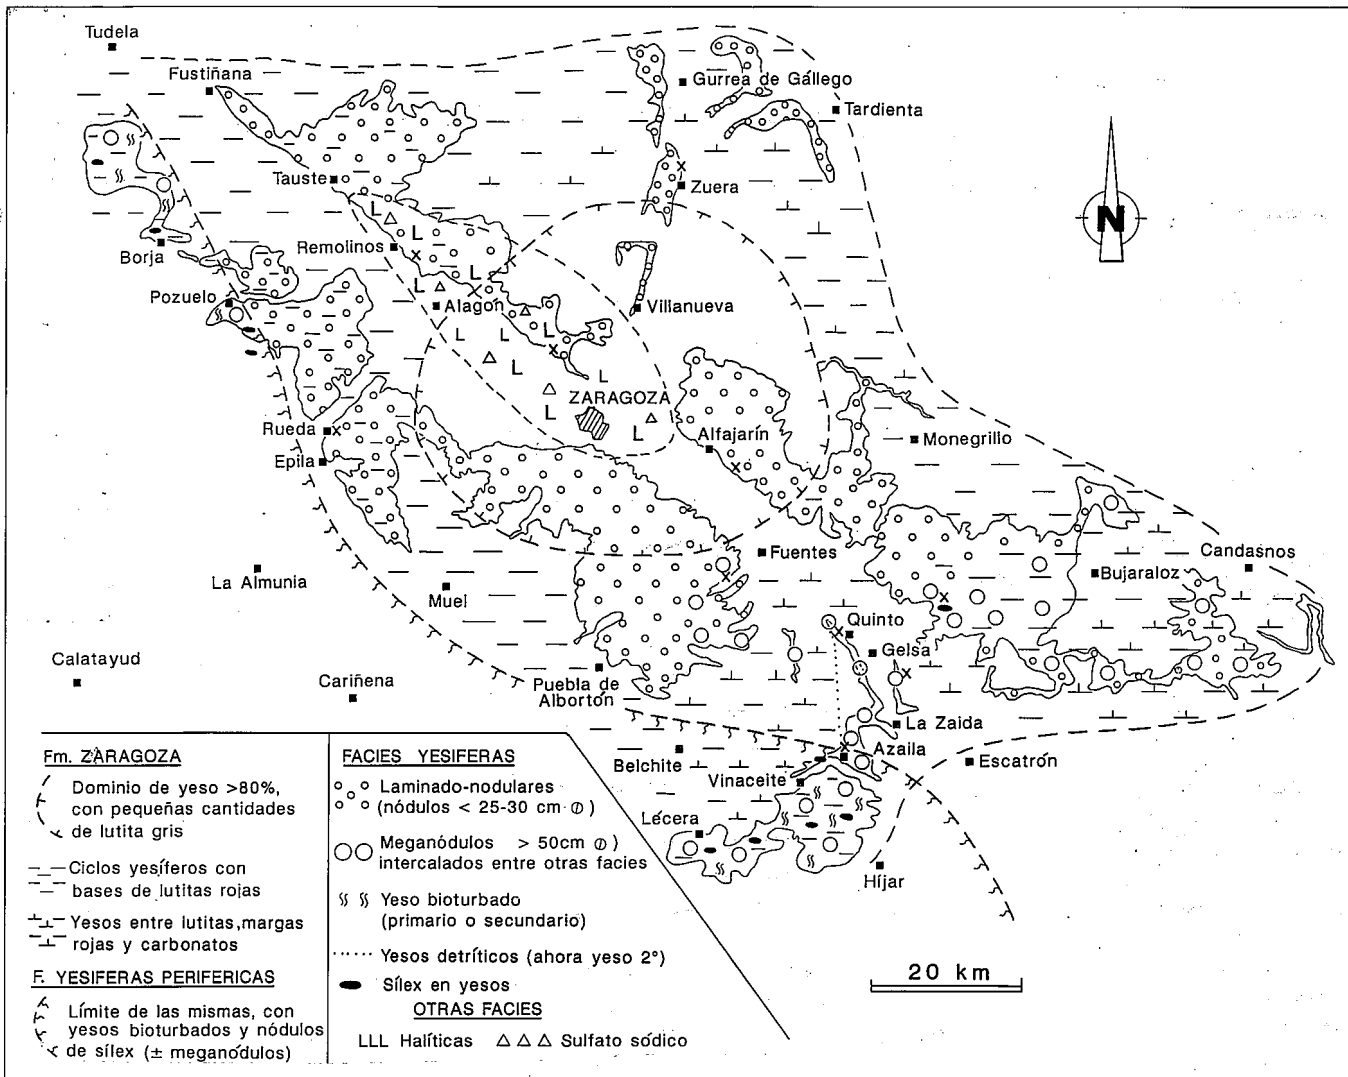 Tudela
Fustiñana
Gurrea de Gállego
Tardienta
Tauste
Zuera
N
L
Remolinos
L
Borja
L
L
Pozuelo
Alagón
Villanueva
L
L
L
L
L
ZARAGOZA
L
L
Rueda
Alfajarín
Monegrillo
Epila
Fuentes
Candasnos
La Almunia
Muel
Bujaraloz
Quinto
Gelsa
Calatayud
Cariñena
Puebla de
Albortón
La Zaida
Azaila
Belchite
Escatrón
Vinaceite
Lécera
Híjar
20 km
Fm. ZARAGOZA
Dominio de yeso >80%,
con pequeñas cantidades
de lutita gris
Ciclos yesíferos con
bases de lutitas rojas
Yesos entre lutitas, margas
rojas y carbonatos
F. YESIFERAS PERIFERICAS
Límite de las mismas, con
yesos bioturbados y nódulos
de sílex (± meganódulos)
FACIES YESIFERAS
Laminado-nodulares
(nódulos < 25-30 cm ⌀)
Meganódulos > 50cm ⌀)
intercalados entre otras facies
Yeso bioturbado
(primario o secundario)
Yesos detríticos (ahora yeso 2º)
Sílex en yesos
OTRAS FACIES
LLL Halíticas △ △ △ Sulfato sódico